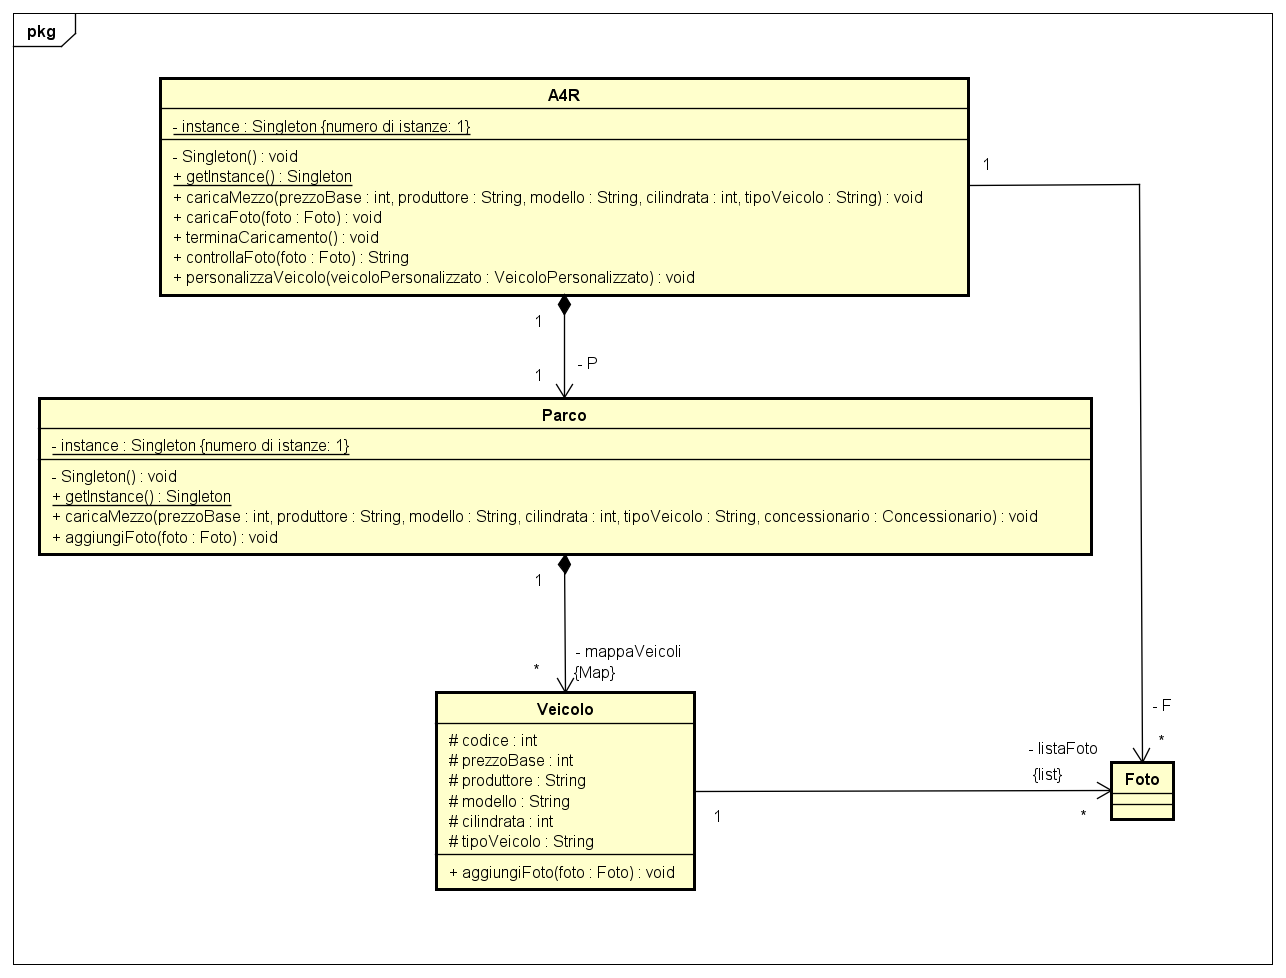 pkg
A4R
- instance : Singleton {numero di istanze: 1}
- Singleton() : void
+ getInstance() : Singleton
+ caricaMezzo(prezzoBase : int, produttore : String, modello : String, cilindrata : int, tipoVeicolo : String) : void
+ caricaFoto(foto : Foto) : void
+ terminaCaricamento() : void
+ controllaFoto(foto : Foto) : String
+ personalizzaVeicolo(veicoloPersonalizzato : VeicoloPersonalizzato) : void
1
1
- P
1
Parco
- instance : Singleton {numero di istanze: 1}
- Singleton() : void
+ getInstance() : Singleton
+ caricaMezzo(prezzoBase : int, produttore : String, modello : String, cilindrata : int, tipoVeicolo : String, concessionario : Concessionario) : void
+ aggiungiFoto(foto : Foto) : void
1
- mappaVeicoli
*
{Map}
Veicolo
# codice : int
# prezzoBase : int
# produttore : String
# modello : String
# cilindrata : int
# tipoVeicolo : String
+ aggiungiFoto(foto : Foto) : void
- F
*
- listaFoto
{list}
1
*
Foto